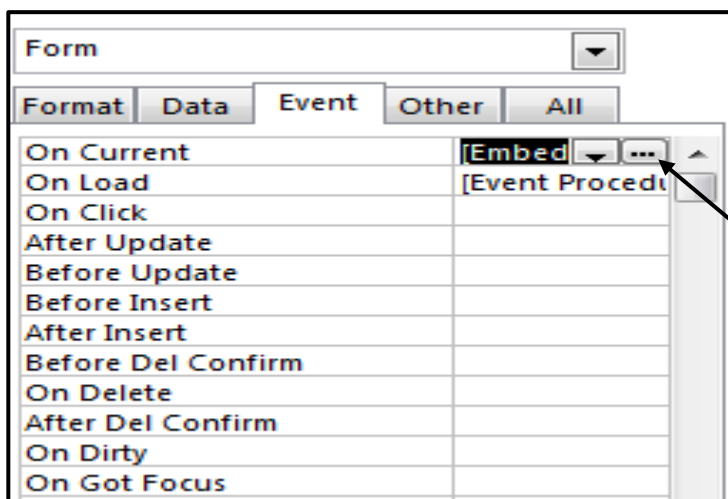 Form
Format Data Event Other All
On Current [Embed ...
On Load [Event Procedu
On Click
After Update
Before Update
Before Insert
After Insert
Before Del Confirm
On Delete
After Del Confirm
On Dirty
On Got Focus